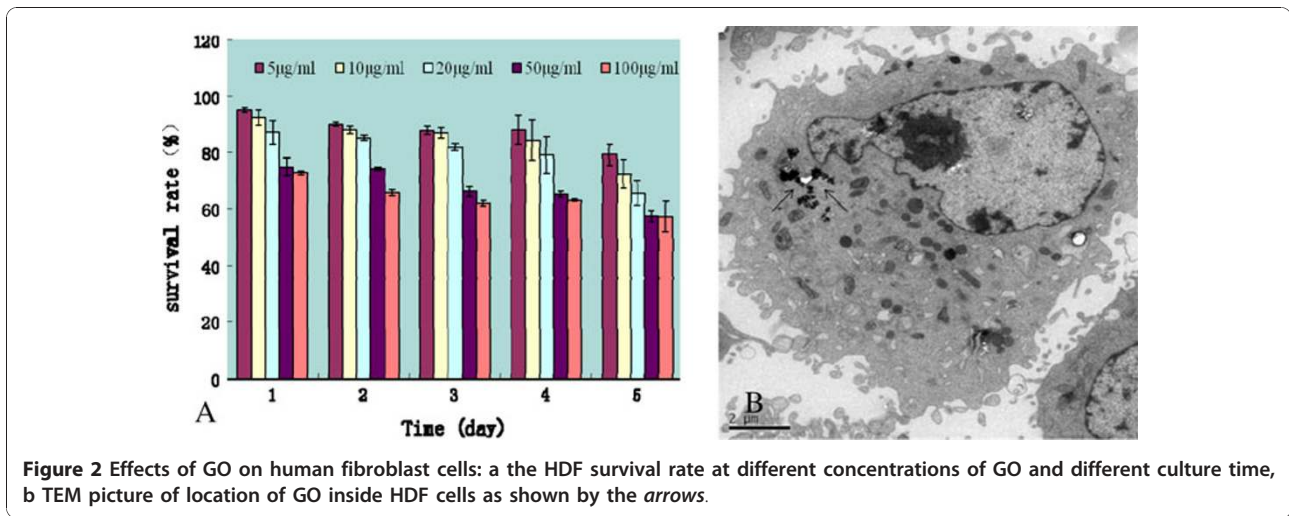 120
5μg/ml 10μg/ml 20μg/ml 50μg/ml 100μg/ml
100
80
60
40
20
0
survival rate (%)
1 2 3 4 5
Time (day)
A
B
2 μm
Figure 2 Effects of GO on human fibroblast cells: a the HDF survival rate at different concentrations of GO and different culture time,
b TEM picture of location of GO inside HDF cells as shown by the arrows.